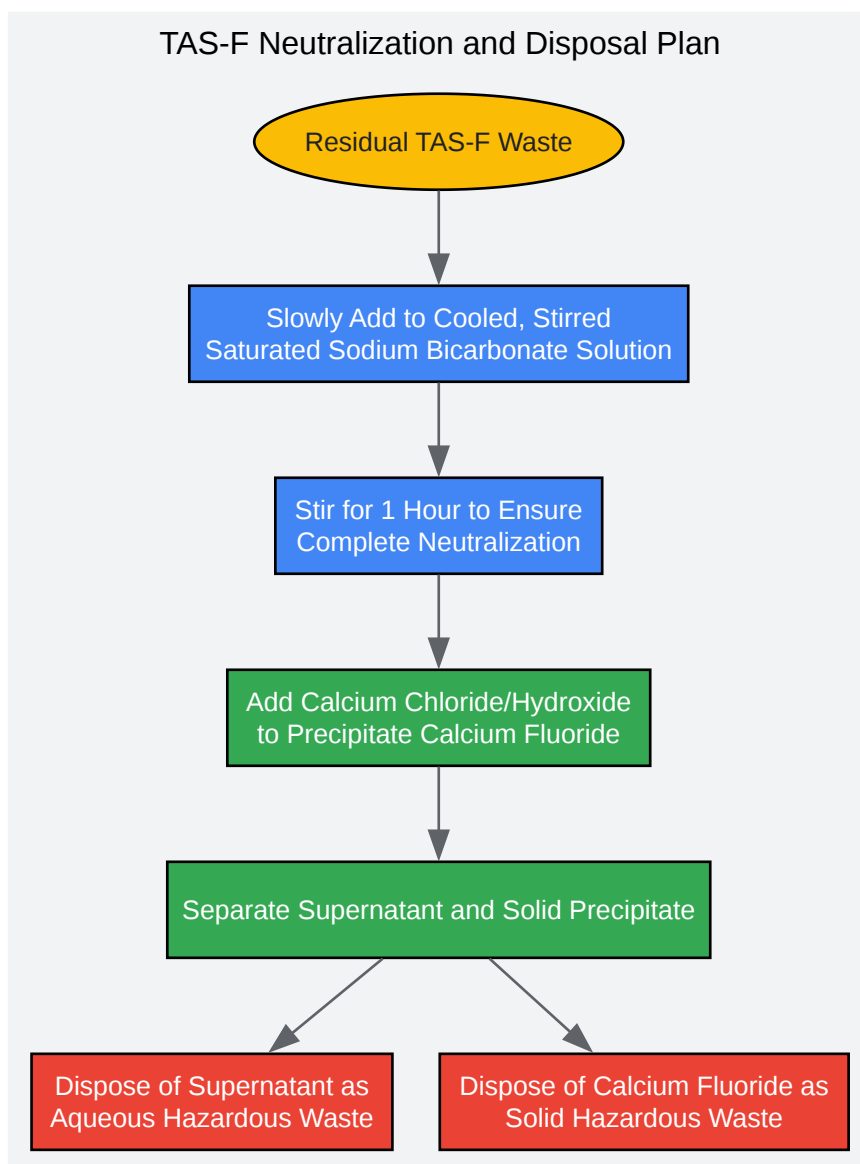 TAS-F Neutralization and Disposal Plan
Residual TAS-F Waste
Slowly Add to Cooled, Stirred
Saturated Sodium Bicarbonate Solution
Stir for 1 Hour to Ensure
Complete Neutralization
Add Calcium Chloride/Hydroxide
to Precipitate Calcium Fluoride
Separate Supernatant and Solid Precipitate
Dispose of Supernatant as
Aqueous Hazardous Waste
Dispose of Calcium Fluoride as
Solid Hazardous Waste